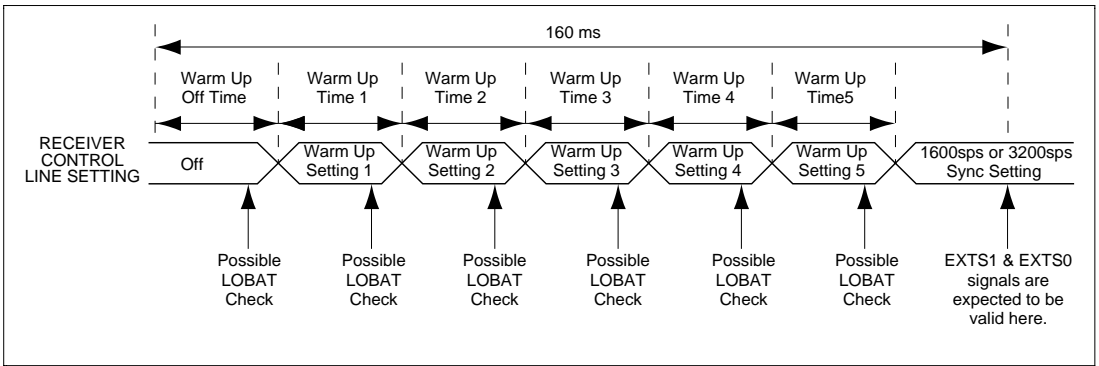 160 ms
Warm Up
Off Time
Warm Up
Time 1
Warm Up
Time 2
Warm Up
Time 3
Warm Up
Time 4
Warm Up
Time5
RECEIVER
CONTROL
LINE SETTING
Off
Warm Up
Setting 1
Warm Up
Setting 2
Warm Up
Setting 3
Warm Up
Setting 4
Warm Up
Setting 5
1600sps or 3200sps
Sync Setting
Possible
LOBAT
Check
Possible
LOBAT
Check
Possible
LOBAT
Check
Possible
LOBAT
Check
Possible
LOBAT
Check
Possible
LOBAT
Check
EXTS1 & EXTS0
signals are
expected to be
valid here.